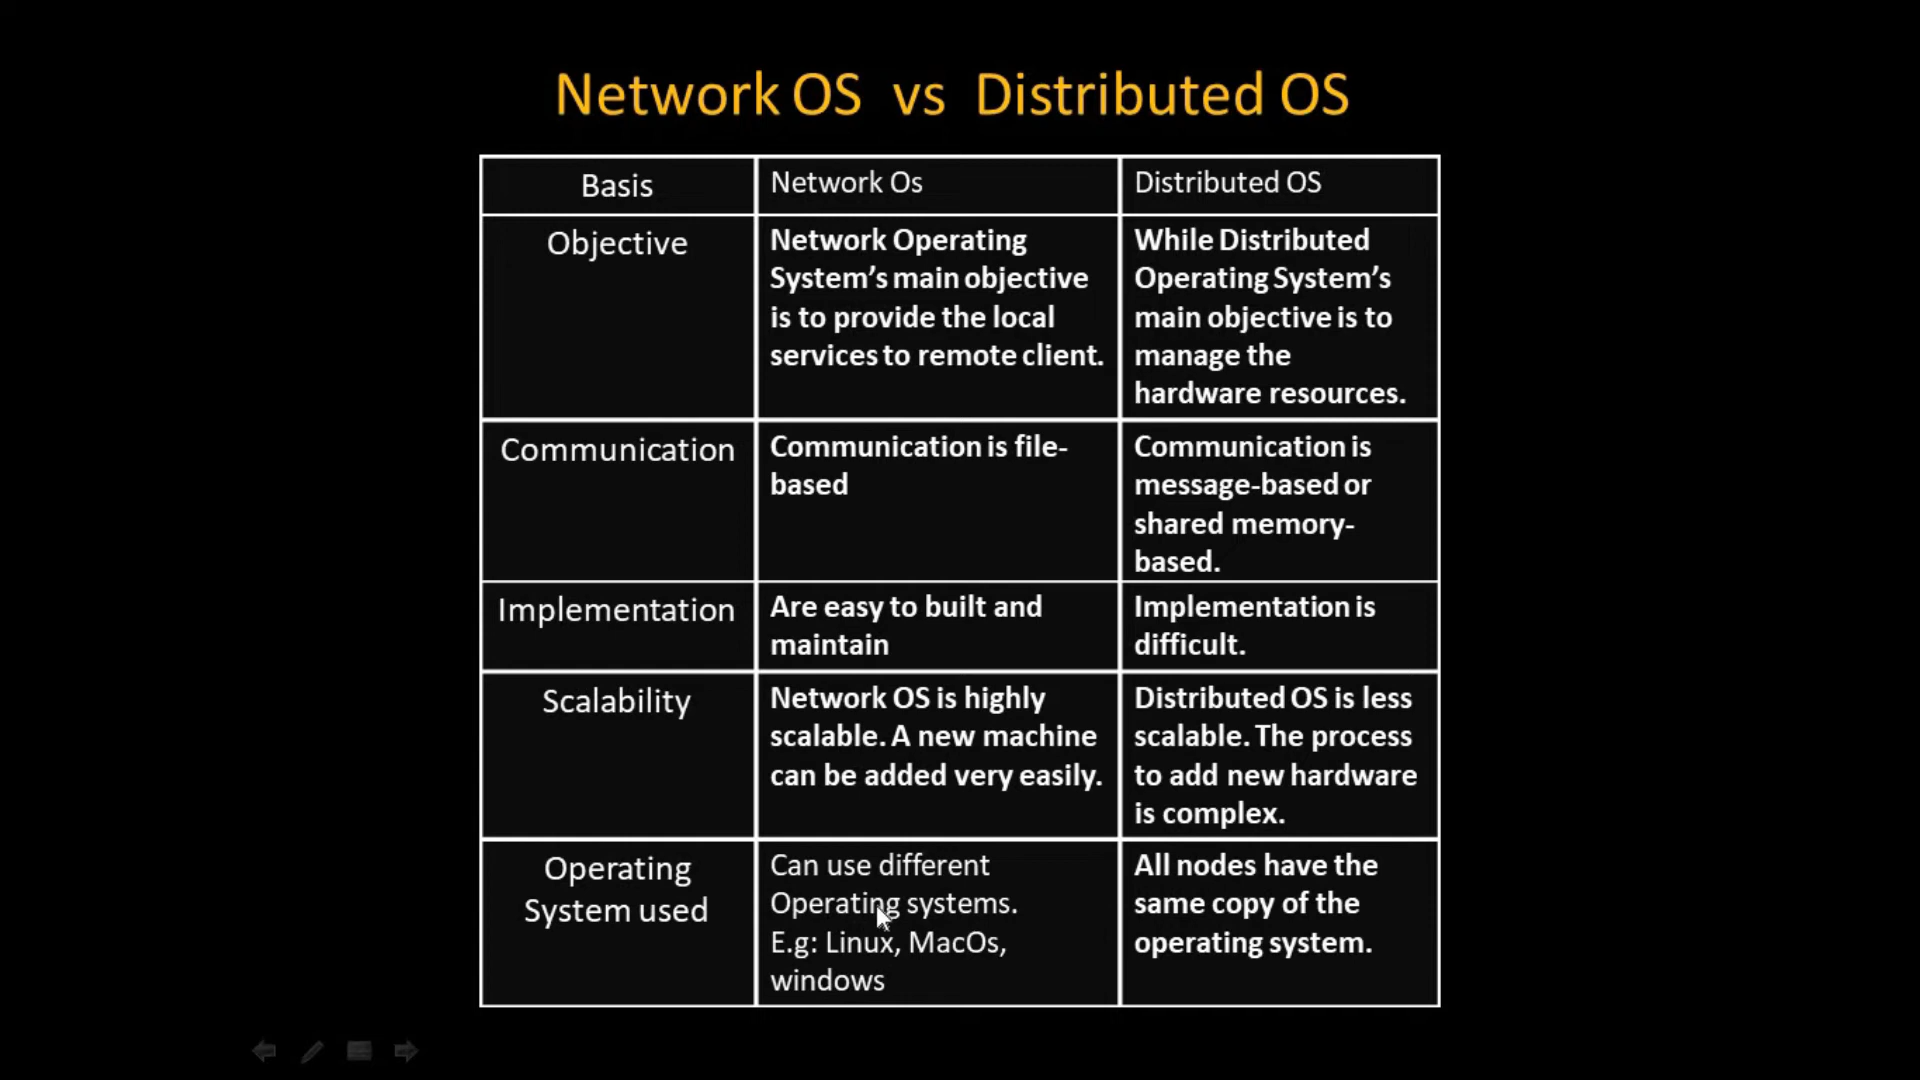 Network OS vs Distributed OS
Basis
Network Os
Distributed OS
Objective
Network Operating
System’s main objective
is to provide the local
services to remote client.
While Distributed
Operating System’s
main objective is to
manage the
hardware resources.
Communication
Communication is file-
based
Communication is
message-based or
shared memory-
based.
Implementation
Are easy to built and
maintain
Implementation is
difficult.
Scalability
Network OS is highly
scalable. A new machine
can be added very easily.
Distributed OS is less
scalable. The process
to add new hardware
is complex.
Operating
System used
Can use different
Operating systems.
E.g: Linux, MacOs,
windows
All nodes have the
same copy of the
operating system.